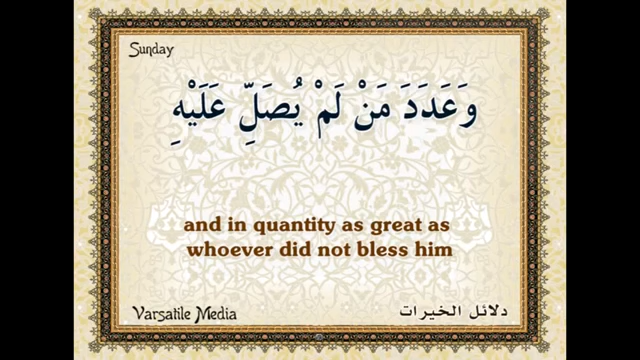 Sunday
وَعَدَدَ مَنْ لَمْ يُصَلِّ عَلَيْهِ
and in quantity as great as
whoever did not bless him
Varsatile Media
دلائل الخيرات